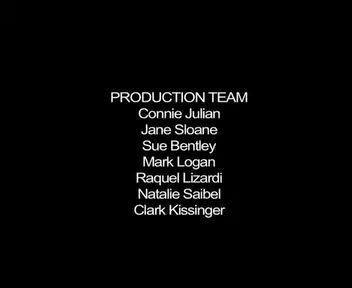 PRODUCTION TEAM
Connie Julian
Jane Sloane
Sue Bentley
Mark Logan
Raquel Lizardi
Natalie Saibel
Clark Kissinger